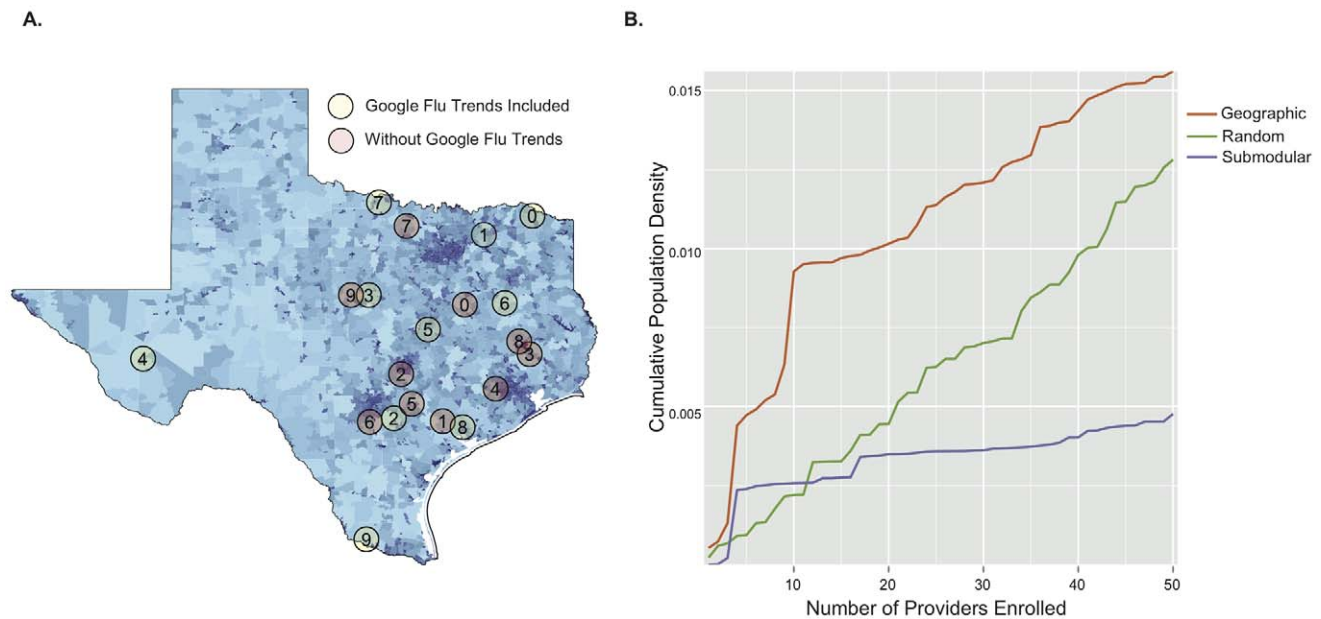 A.
B.
Google Flu Trends Included
Without Google Flu Trends
7
0
7
1
9 3
0
6
5
8
3
4
2
4
5
6 2
1 8
9
0.015
0.010
0.005
Cumulative Population Density
10 20 30 40 50
Number of Providers Enrolled
Geographic
Random
Submodular